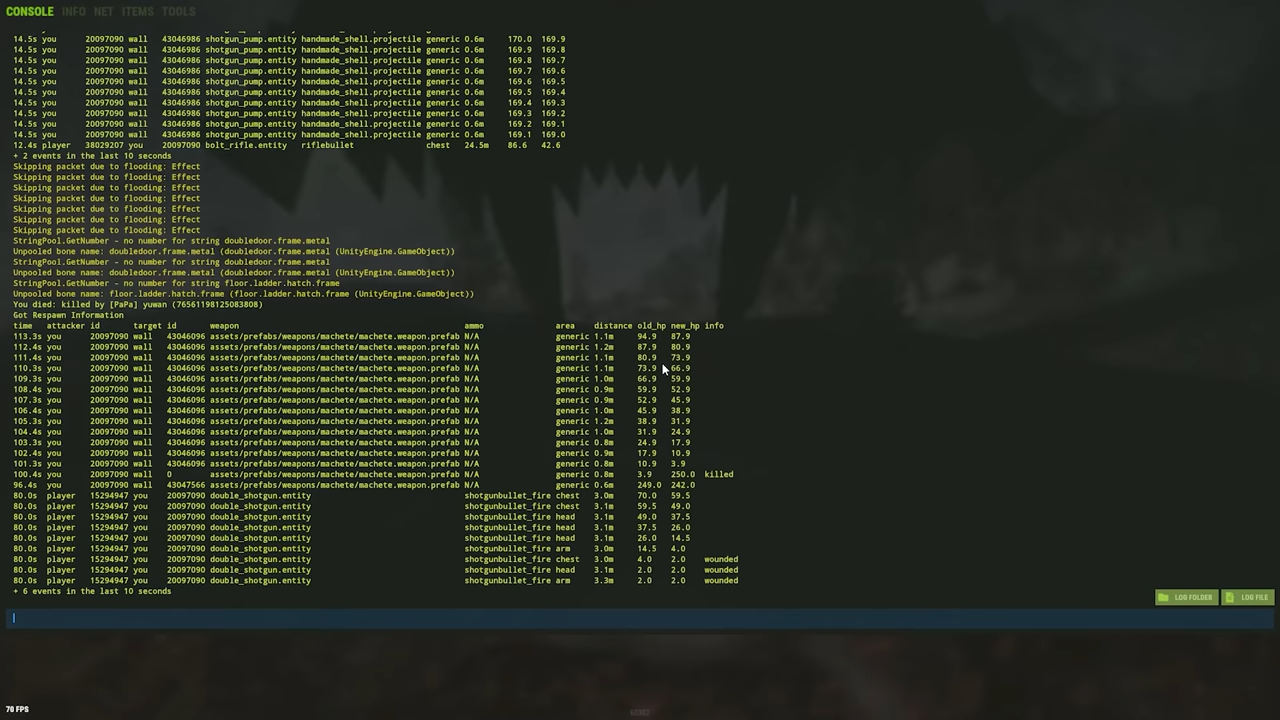 CONSOLE INFO NET ITEMS TOOLS
14.5s you 20097090 wall 43046986 shotgun_pump.entity handmade_shell.projectile generic 0.6m 170.0 169.9
14.5s you 20097090 wall 43046986 shotgun_pump.entity handmade_shell.projectile generic 0.6m 169.9 169.8
14.5s you 20097090 wall 43046986 shotgun_pump.entity handmade_shell.projectile generic 0.6m 169.8 169.7
14.5s you 20097090 wall 43046986 shotgun_pump.entity handmade_shell.projectile generic 0.6m 169.7 169.6
14.5s you 20097090 wall 43046986 shotgun_pump.entity handmade_shell.projectile generic 0.6m 169.6 169.5
14.5s you 20097090 wall 43046986 shotgun_pump.entity handmade_shell.projectile generic 0.6m 169.5 169.4
14.5s you 20097090 wall 43046986 shotgun_pump.entity handmade_shell.projectile generic 0.6m 169.4 169.3
14.5s you 20097090 wall 43046986 shotgun_pump.entity handmade_shell.projectile generic 0.6m 169.3 169.2
14.5s you 20097090 wall 43046986 shotgun_pump.entity handmade_shell.projectile generic 0.6m 169.2 169.1
14.5s you 20097090 wall 43046986 shotgun_pump.entity handmade_shell.projectile generic 0.6m 169.1 169.0
12.4s player 38029207 you 20097090 bolt_rifle.entity riflebullet chest 24.5m 86.6 42.6
+ 2 events in the last 10 seconds
Skipping packet due to flooding: Effect
Skipping packet due to flooding: Effect
Skipping packet due to flooding: Effect
Skipping packet due to flooding: Effect
Skipping packet due to flooding: Effect
Skipping packet due to flooding: Effect
Skipping packet due to flooding: Effect
StringPool.GetNumber - no number for string doubledoor.frame.metal
Unpooled bone name: doubledoor.frame.metal (doubledoor.frame.metal (UnityEngine.GameObject))
StringPool.GetNumber - no number for string doubledoor.frame.metal
Unpooled bone name: doubledoor.frame.metal (doubledoor.frame.metal (UnityEngine.GameObject))
StringPool.GetNumber - no number for string floor.ladder.hatch.frame
Unpooled bone name: floor.ladder.hatch.frame (floor.ladder.hatch.frame (UnityEngine.GameObject))
You died: killed by [PaPa] yuwan (76561198125083808)
Got Respawn Information
time attacker id target id weapon ammo area distance old_hp new_hp info
113.3s you 20097090 wall 43046096 assets/prefabs/weapons/machete/machete.weapon.prefab N/A generic 1.1m 94.9 87.9
112.4s you 20097090 wall 43046096 assets/prefabs/weapons/machete/machete.weapon.prefab N/A generic 1.2m 87.9 80.9
111.4s you 20097090 wall 43046096 assets/prefabs/weapons/machete/machete.weapon.prefab N/A generic 1.1m 80.9 73.9
110.3s you 20097090 wall 43046096 assets/prefabs/weapons/machete/machete.weapon.prefab N/A generic 1.1m 73.9 66.9
109.3s you 20097090 wall 43046096 assets/prefabs/weapons/machete/machete.weapon.prefab N/A generic 1.0m 66.9 59.9
108.4s you 20097090 wall 43046096 assets/prefabs/weapons/machete/machete.weapon.prefab N/A generic 0.9m 59.9 52.9
107.3s you 20097090 wall 43046096 assets/prefabs/weapons/machete/machete.weapon.prefab N/A generic 0.9m 52.9 45.9
106.4s you 20097090 wall 43046096 assets/prefabs/weapons/machete/machete.weapon.prefab N/A generic 1.0m 45.9 38.9
105.3s you 20097090 wall 43046096 assets/prefabs/weapons/machete/machete.weapon.prefab N/A generic 1.2m 38.9 31.9
104.4s you 20097090 wall 43046096 assets/prefabs/weapons/machete/machete.weapon.prefab N/A generic 1.0m 31.9 24.9
103.3s you 20097090 wall 43046096 assets/prefabs/weapons/machete/machete.weapon.prefab N/A generic 0.8m 24.9 17.9
102.4s you 20097090 wall 43046096 assets/prefabs/weapons/machete/machete.weapon.prefab N/A generic 0.9m 17.9 10.9
101.3s you 20097090 wall 43046096 assets/prefabs/weapons/machete/machete.weapon.prefab N/A generic 0.8m 10.9 3.9
100.4s you 20097090 wall 0 assets/prefabs/weapons/machete/machete.weapon.prefab N/A generic 0.8m 3.9 250.0 killed
96.4s you 20097090 wall 43047566 assets/prefabs/weapons/machete/machete.weapon.prefab N/A generic 0.6m 249.0 242.0
80.0s player 15294947 you 20097090 double_shotgun.entity shotgunbullet_fire chest 3.0m 70.0 59.5
80.0s player 15294947 you 20097090 double_shotgun.entity shotgunbullet_fire chest 3.1m 59.5 49.0
80.0s player 15294947 you 20097090 double_shotgun.entity shotgunbullet_fire head 3.1m 49.0 37.5
80.0s player 15294947 you 20097090 double_shotgun.entity shotgunbullet_fire head 3.1m 37.5 26.0
80.0s player 15294947 you 20097090 double_shotgun.entity shotgunbullet_fire head 3.1m 26.0 14.5
80.0s player 15294947 you 20097090 double_shotgun.entity shotgunbullet_fire arm 3.0m 14.5 4.0
80.0s player 15294947 you 20097090 double_shotgun.entity shotgunbullet_fire chest 3.0m 4.0 2.0 wounded
80.0s player 15294947 you 20097090 double_shotgun.entity shotgunbullet_fire head 3.1m 2.0 2.0 wounded
80.0s player 15294947 you 20097090 double_shotgun.entity shotgunbullet_fire arm 3.3m 2.0 2.0 wounded
+ 6 events in the last 10 seconds
LOG FOLDER LOG FILE
70 FPS